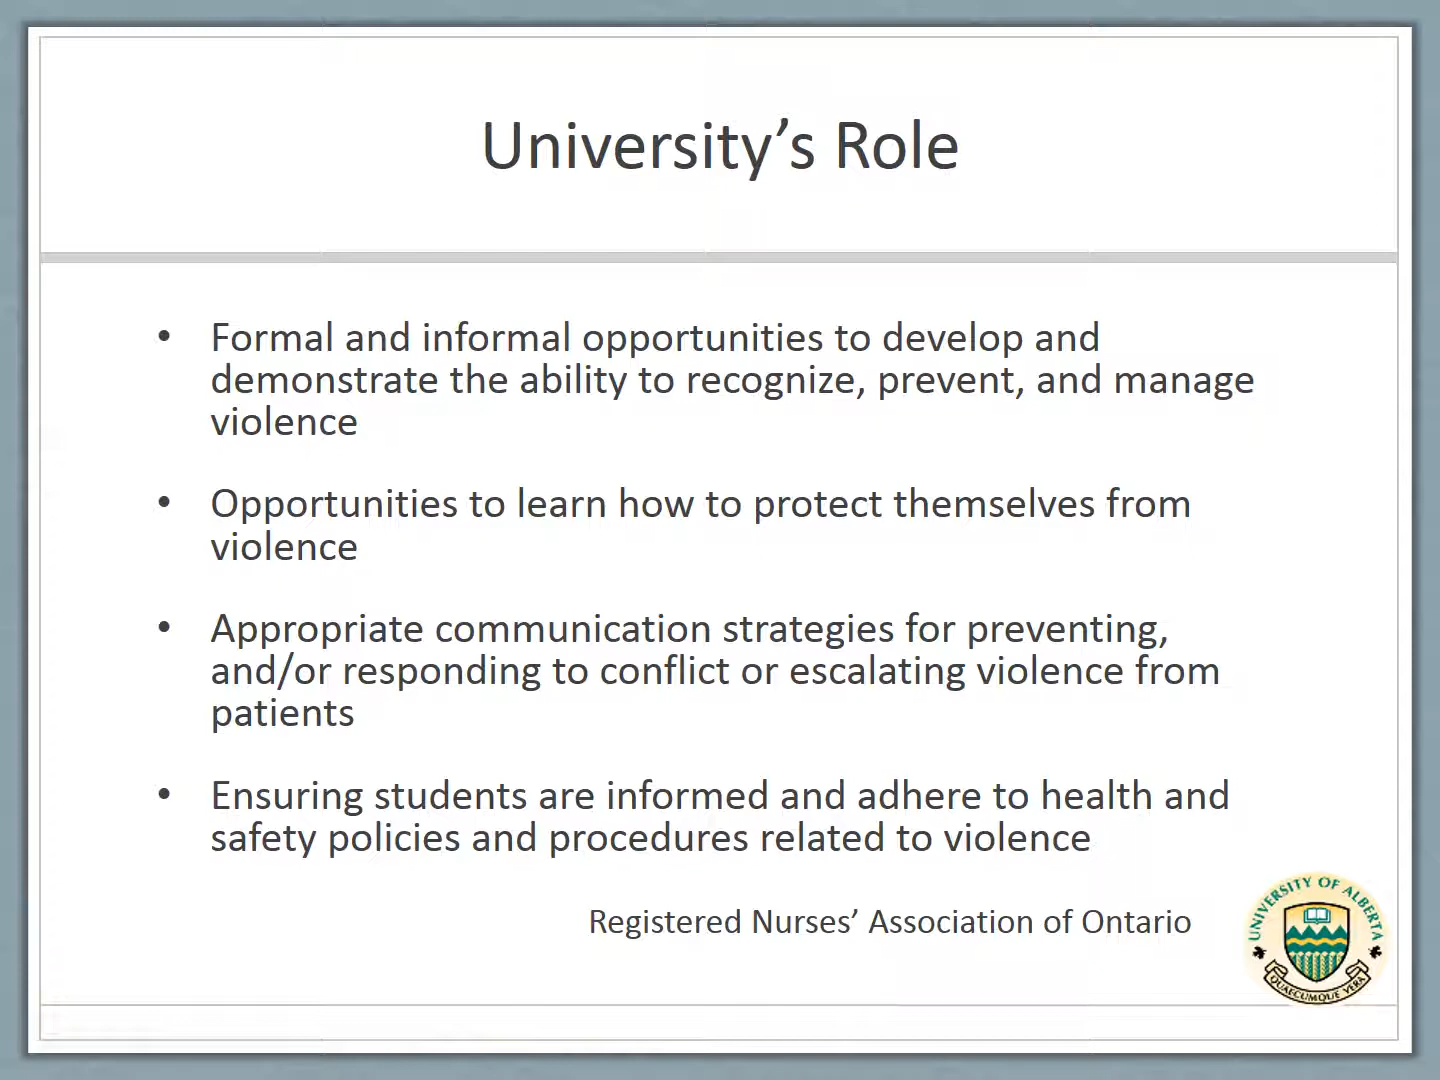 University’s Role
• Formal and informal opportunities to develop and
demonstrate the ability to recognize, prevent, and manage
violence
• Opportunities to learn how to protect themselves from
violence
• Appropriate communication strategies for preventing,
and/or responding to conflict or escalating violence from
patients
• Ensuring students are informed and adhere to health and
safety policies and procedures related to violence
Registered Nurses’ Association of Ontario
UNIVERSITY OF ALBERTA
QUAECUMQUE VERA